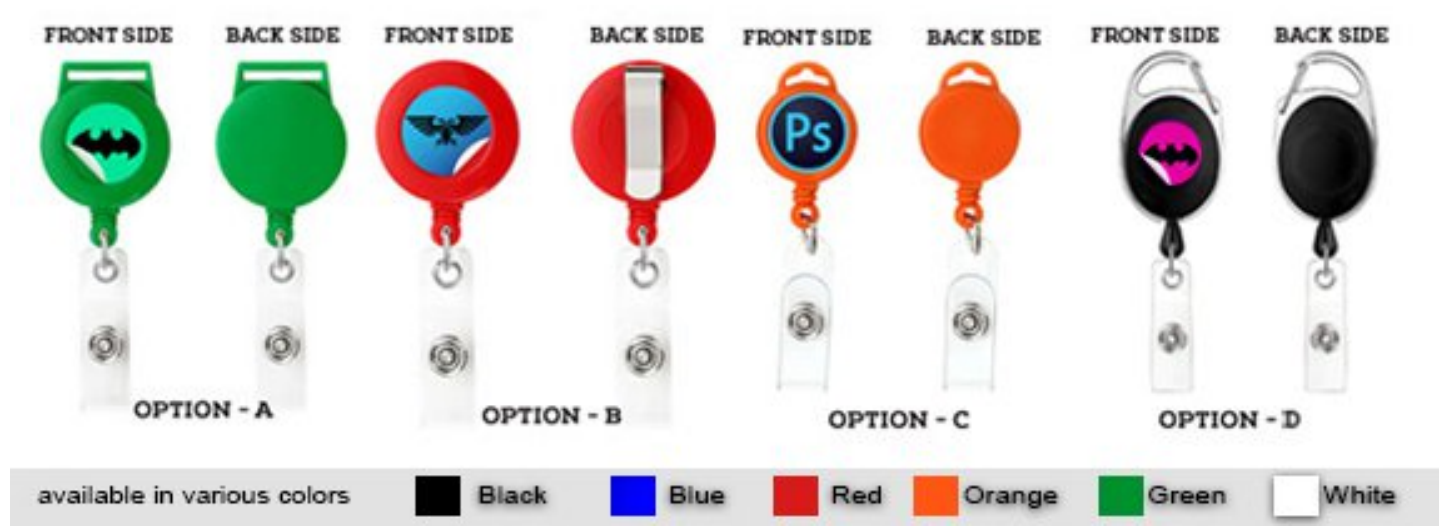 FRONT SIDE BACK SIDE FRONT SIDE BACK SIDE FRONT SIDE BACK SIDE FRONT SIDE BACK SIDE
Ps
OPTION - A OPTION - B OPTION - C OPTION - D
available in various colors Black Blue Red Orange Green White